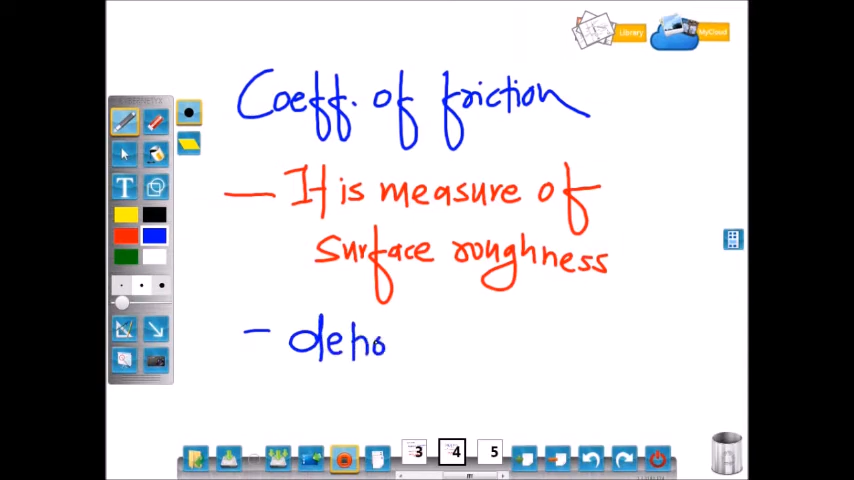 Library
MyCloud
Coeff. of friction
— It is measure of
surface roughness
– deno
T
3 4 5